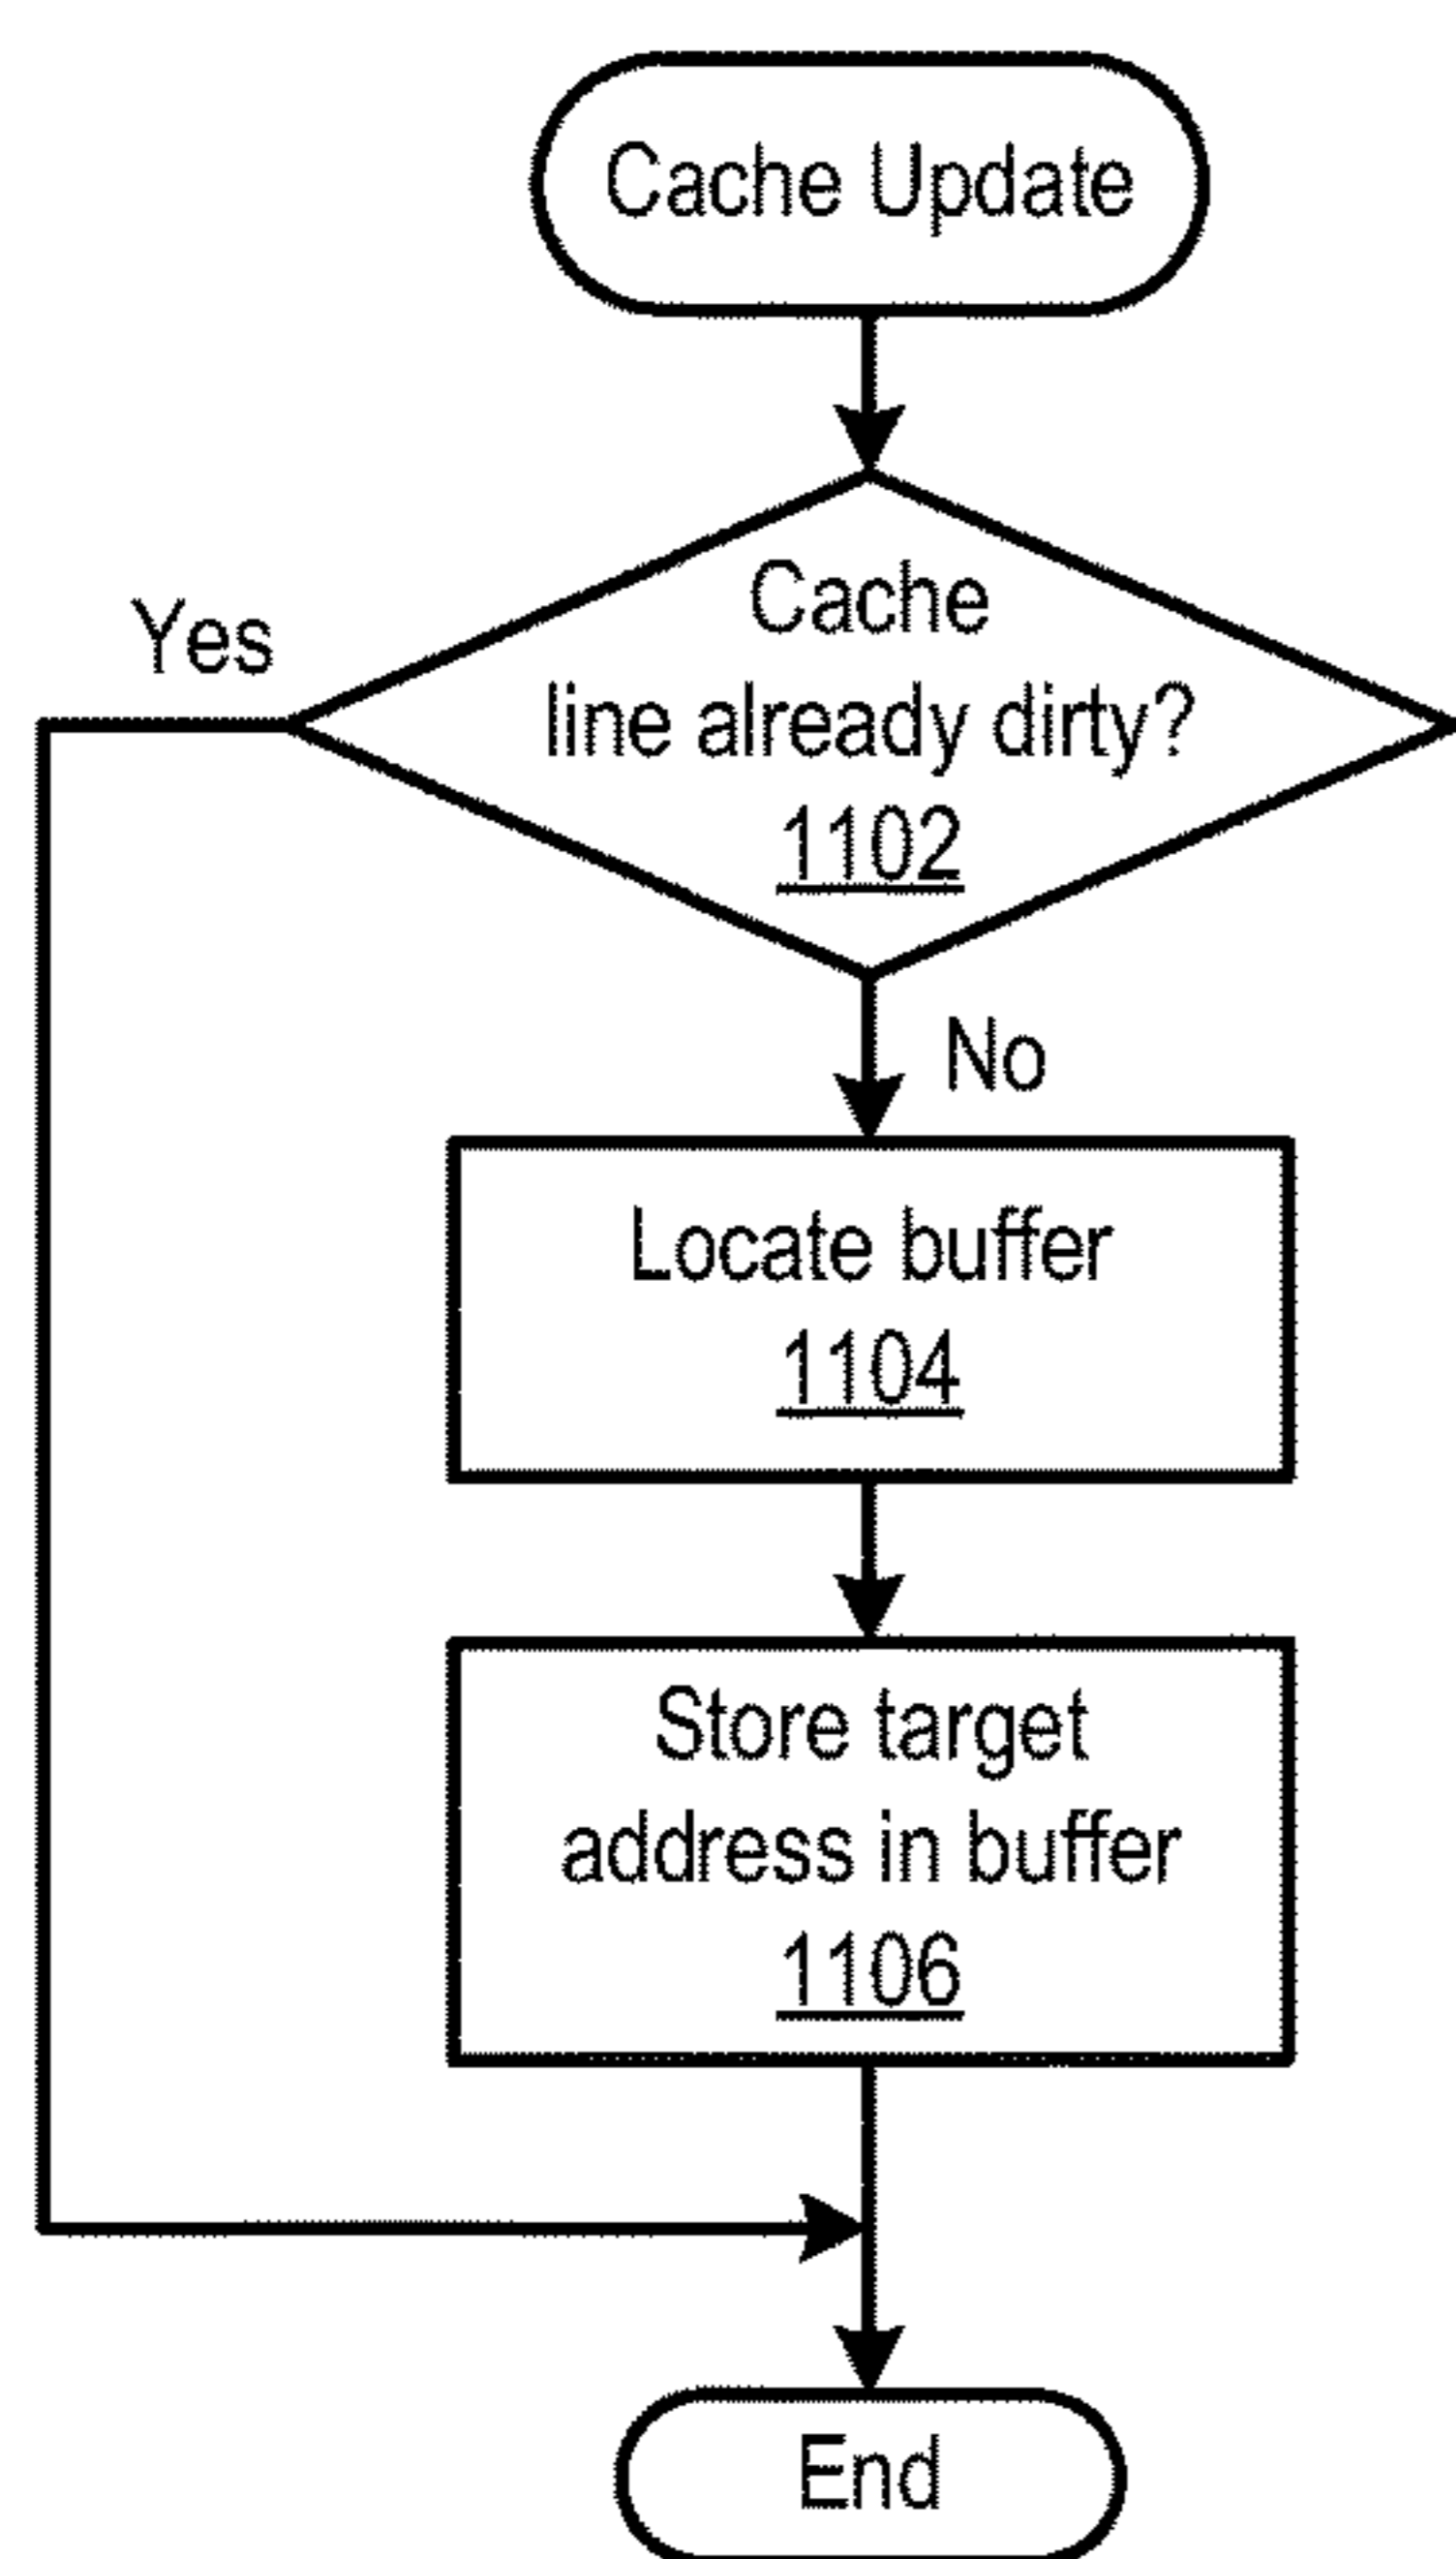 Cache Update
Cache
line already dirty?
1102
Yes
No
Locate buffer
1104
Store target
address in buffer
1106
End